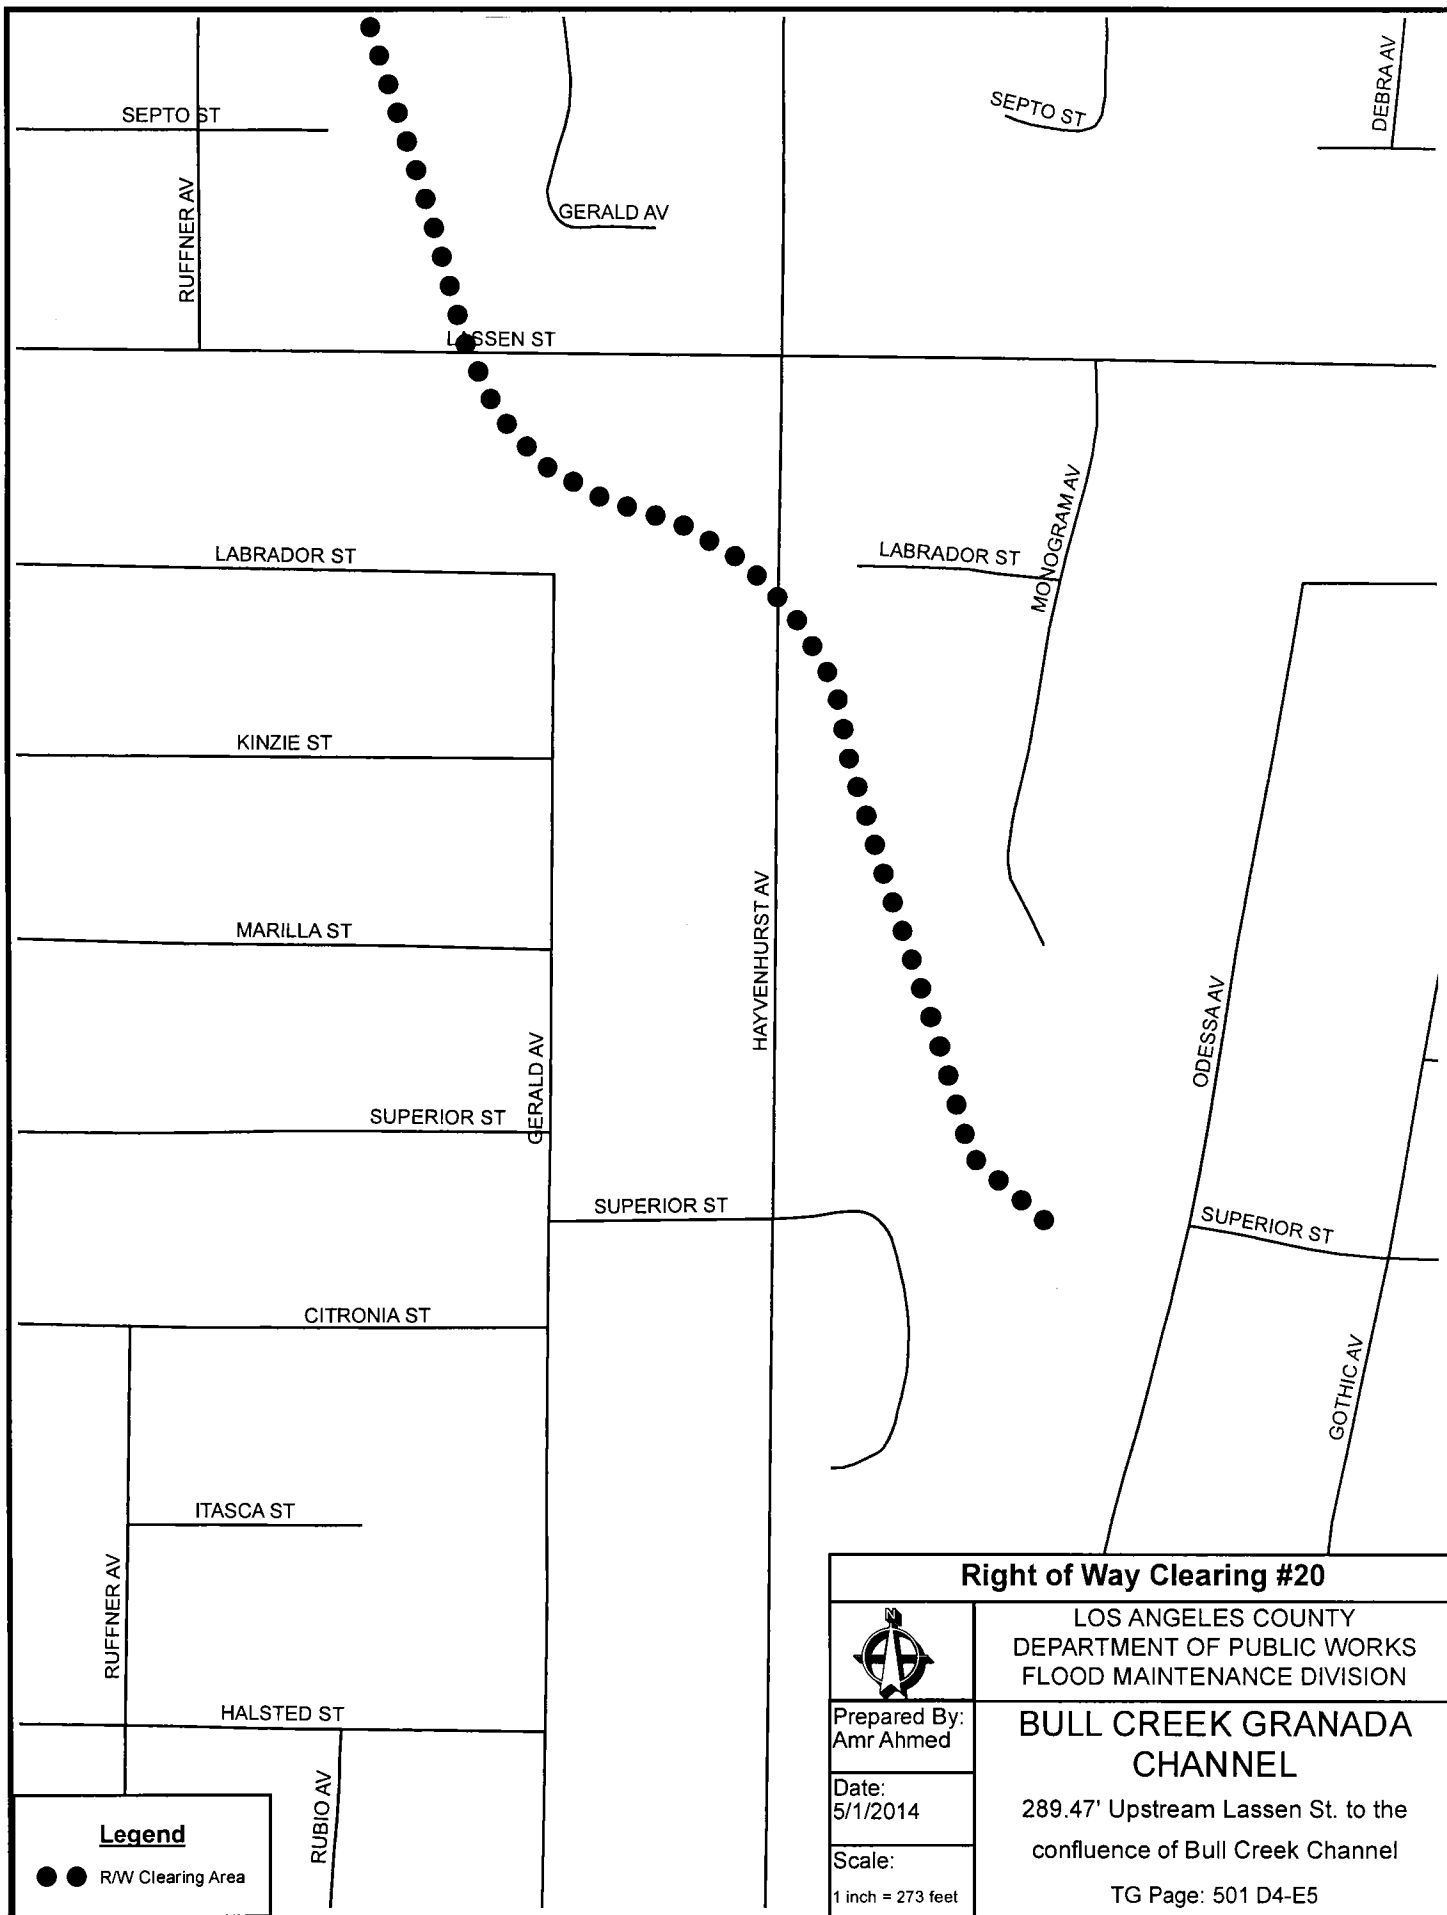 SEPTO ST
SEPTO ST
DEBRA AV
RUFFNER AV
GERALD AV
LASSEN ST
LABRADOR ST
LABRADOR ST
MONOGRAM AV
KINZIE ST
MARILLA ST
HAYVENHURST AV
ODESSA AV
GERALD AV
SUPERIOR ST
SUPERIOR ST
SUPERIOR ST
CITRONIA ST
GOTHIC AV
ITASCA ST
RUFFNER AV
HALSTED ST
RUBIO AV
Legend
R/W Clearing Area
Right of Way Clearing #20
N
LOS ANGELES COUNTY
DEPARTMENT OF PUBLIC WORKS
FLOOD MAINTENANCE DIVISION
Prepared By:
Amr Ahmed
Date:
5/1/2014
Scale:
1 inch = 273 feet
BULL CREEK GRANADA
CHANNEL
289.47' Upstream Lassen St. to the
confluence of Bull Creek Channel
TG Page: 501 D4-E5